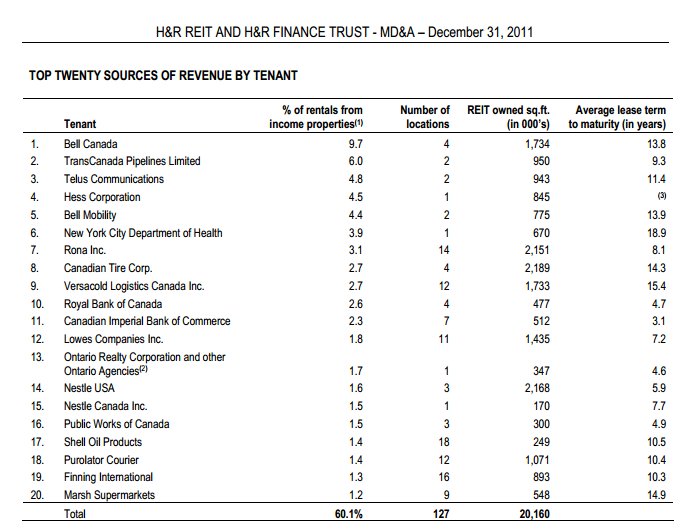 H&R REIT AND H&R FINANCE TRUST - MD&A – December 31, 2011
TOP TWENTY SOURCES OF REVENUE BY TENANT
% of rentals from Number of REIT owned sq.ft. Average lease term
Tenant income properties(1) locations (in 000's) to maturity (in years)
1. Bell Canada 9.7 4 1,734 13.8
2. TransCanada Pipelines Limited 6.0 2 950 9.3
3. Telus Communications 4.8 2 943 11.4
4. Hess Corporation 4.5 1 845 (3)
5. Bell Mobility 4.4 2 775 13.9
6. New York City Department of Health 3.9 1 670 18.9
7. Rona Inc. 3.1 14 2,151 8.1
8. Canadian Tire Corp. 2.7 4 2,189 14.3
9. Versacold Logistics Canada Inc. 2.7 12 1,733 15.4
10. Royal Bank of Canada 2.6 4 477 4.7
11. Canadian Imperial Bank of Commerce 2.3 7 512 3.1
12. Lowes Companies Inc. 1.8 11 1,435 7.2
13. Ontario Realty Corporation and other
Ontario Agencies(2) 1.7 1 347 4.6
14. Nestle USA 1.6 3 2,168 5.9
15. Nestle Canada Inc. 1.5 1 170 7.7
16. Public Works of Canada 1.5 3 300 4.9
17. Shell Oil Products 1.4 18 249 10.5
18. Purolator Courier 1.4 12 1,071 10.4
19. Finning International 1.3 16 893 10.3
20. Marsh Supermarkets 1.2 9 548 14.9
Total 60.1% 127 20,160